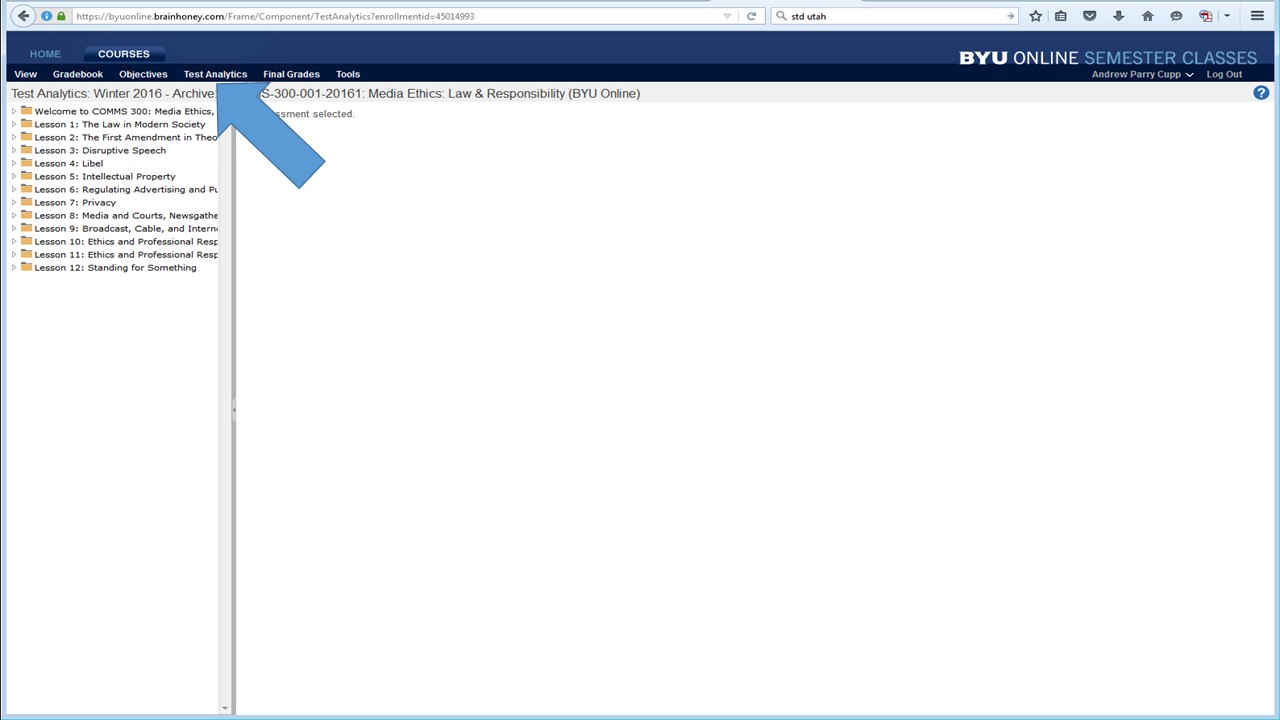 https://byuonline.brainhoney.com/Frame/Component/TestAnalytics?enrollmentid=45014993
std utah
HOME
COURSES
BYU ONLINE SEMESTER CLASSES
View Gradebook Objectives Test Analytics Final Grades Tools
Andrew Parry Cupp Log Out
Test Analytics: Winter 2016 - Archive: S-300-001-20161: Media Ethics: Law & Responsibility (BYU Online)
?
Welcome to COMMS 300: Media Ethics,
selected.
Lesson 1: The Law in Modern Society
Lesson 2: The First Amendment in Theo
Lesson 3: Disruptive Speech
Lesson 4: Libel
Lesson 5: Intellectual Property
Lesson 6: Regulating Advertising and Pu
Lesson 7: Privacy
Lesson 8: Media and Courts, Newsgathe
Lesson 9: Broadcast, Cable, and Intern
Lesson 10: Ethics and Professional Resp
Lesson 11: Ethics and Professional Resp
Lesson 12: Standing for Something